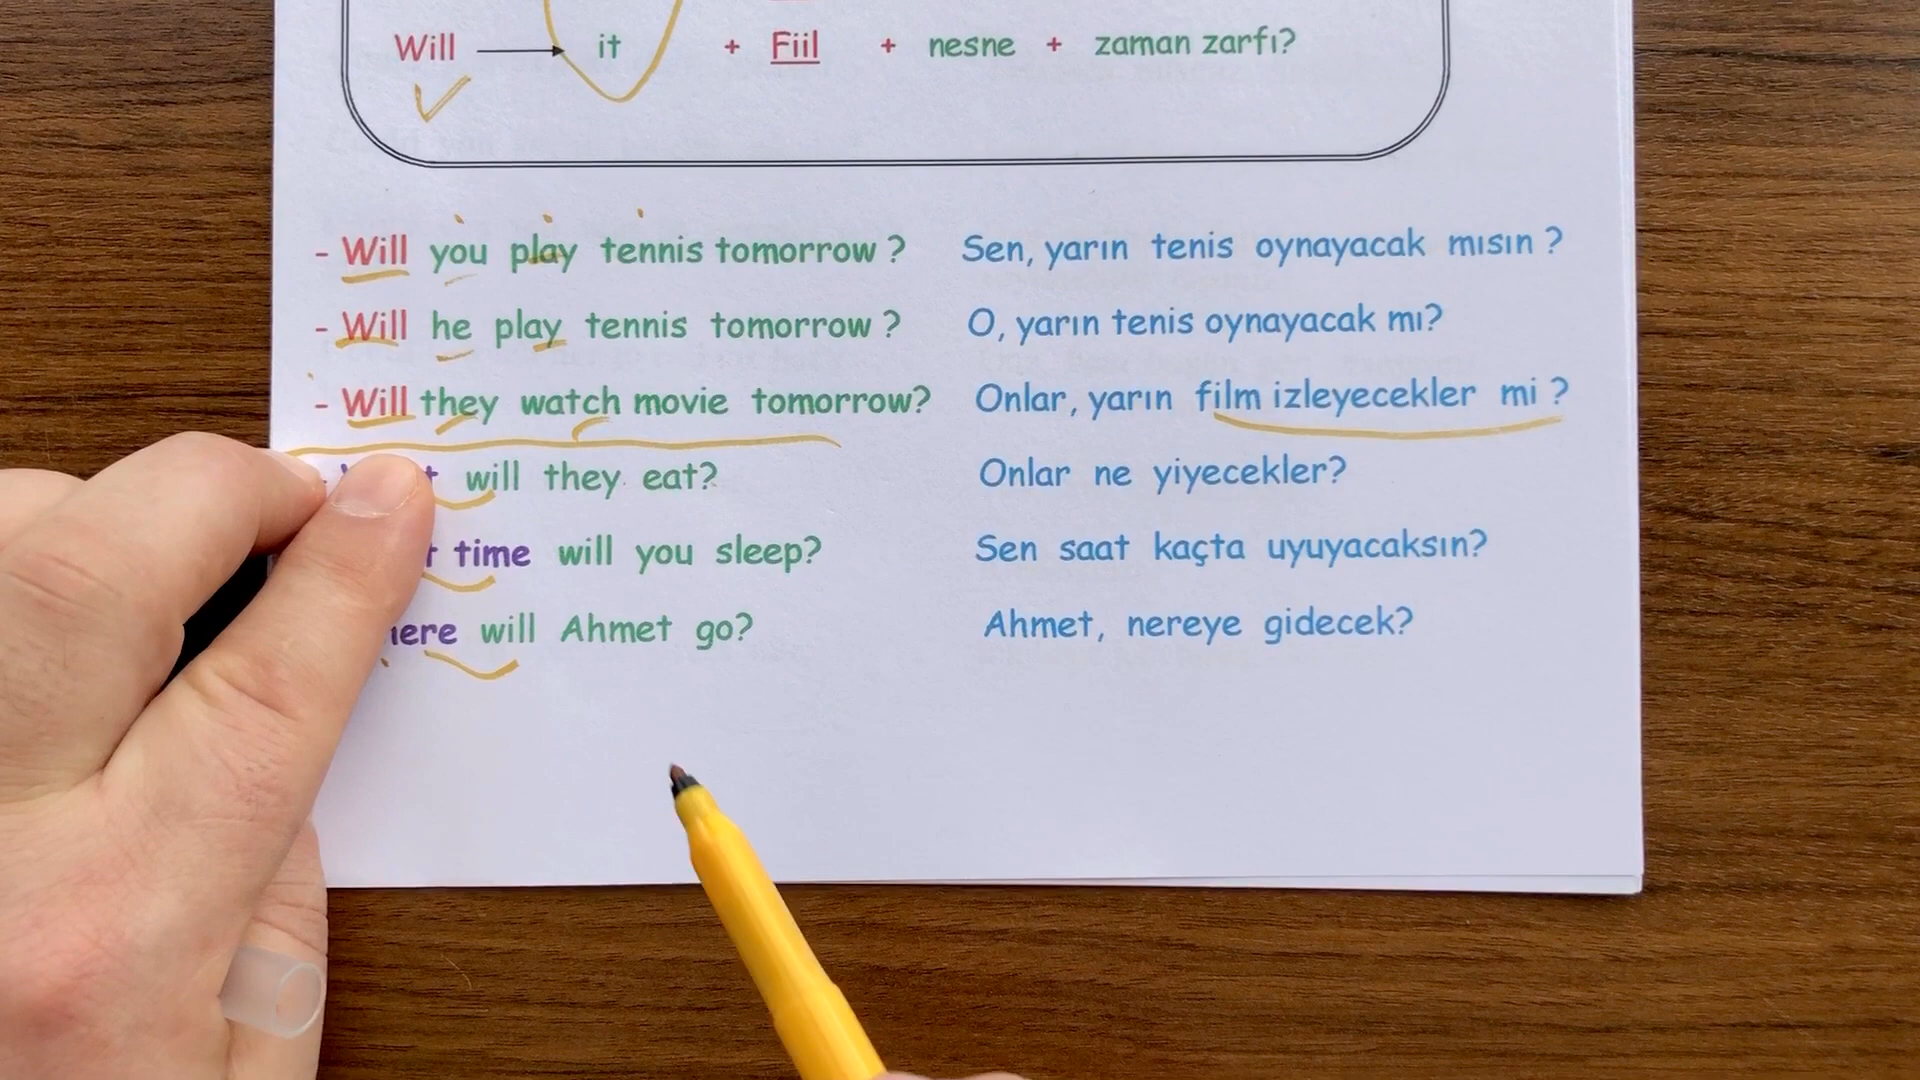 Will it + Fiil + nesne + zaman zarfı?
- Will you play tennis tomorrow ? Sen, yarın tenis oynayacak mısın ?
- Will he play tennis tomorrow ? O, yarın tenis oynayacak mı?
- Will they watch movie tomorrow? Onlar, yarın film izleyecekler mi ?
will they eat? Onlar ne yiyecekler?
time will you sleep? Sen saat kaçta uyuyacaksın?
will Ahmet go? Ahmet, nereye gidecek?